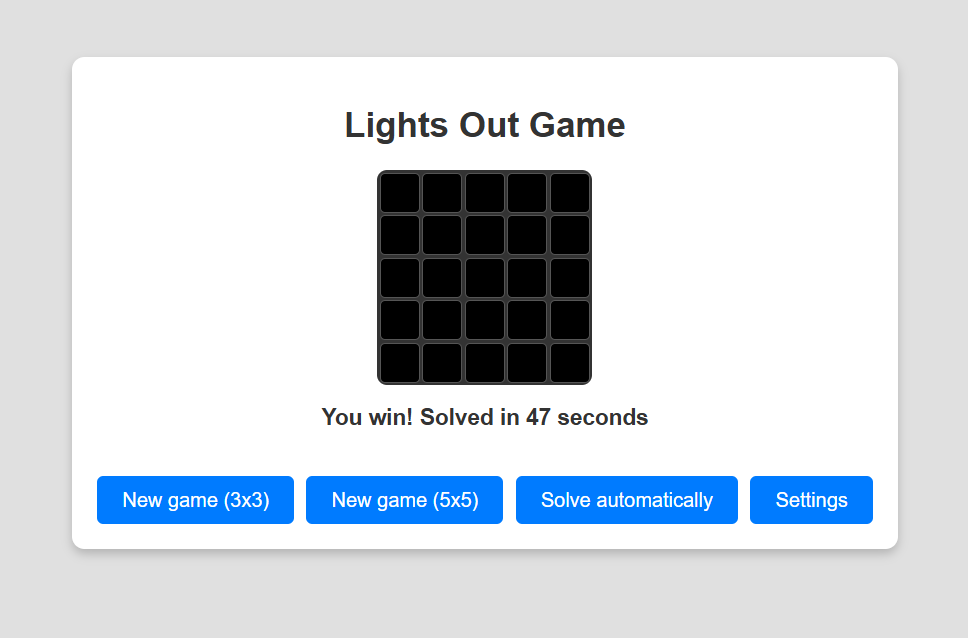 Lights Out Game
You win! Solved in 47 seconds
New game (3x3)
New game (5x5)
Solve automatically
Settings